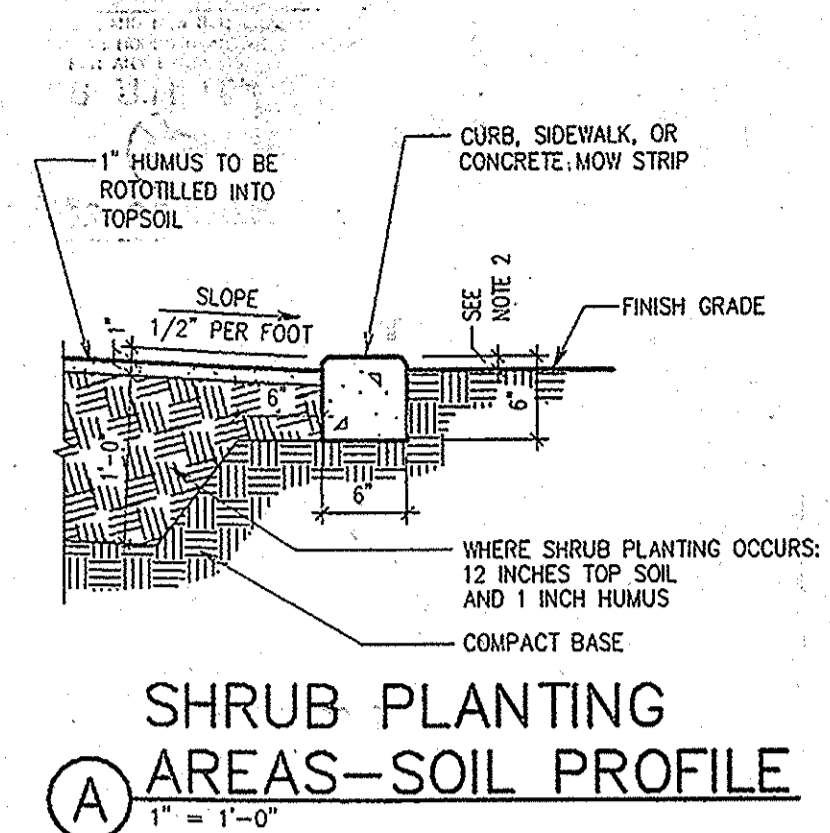 1" HUMUS TO BE
ROTOTILLED INTO
TOPSOIL
CURB, SIDEWALK, OR
CONCRETE MOW STRIP
SLOPE
1/2" PER FOOT
1"
SEE
NOTE 2
FINISH GRADE
6"
6"
1'-0"
6"
WHERE SHRUB PLANTING OCCURS:
12 INCHES TOP SOIL
AND 1 INCH HUMUS
COMPACT BASE
SHRUB PLANTING
A AREAS-SOIL PROFILE
1" = 1'-0"